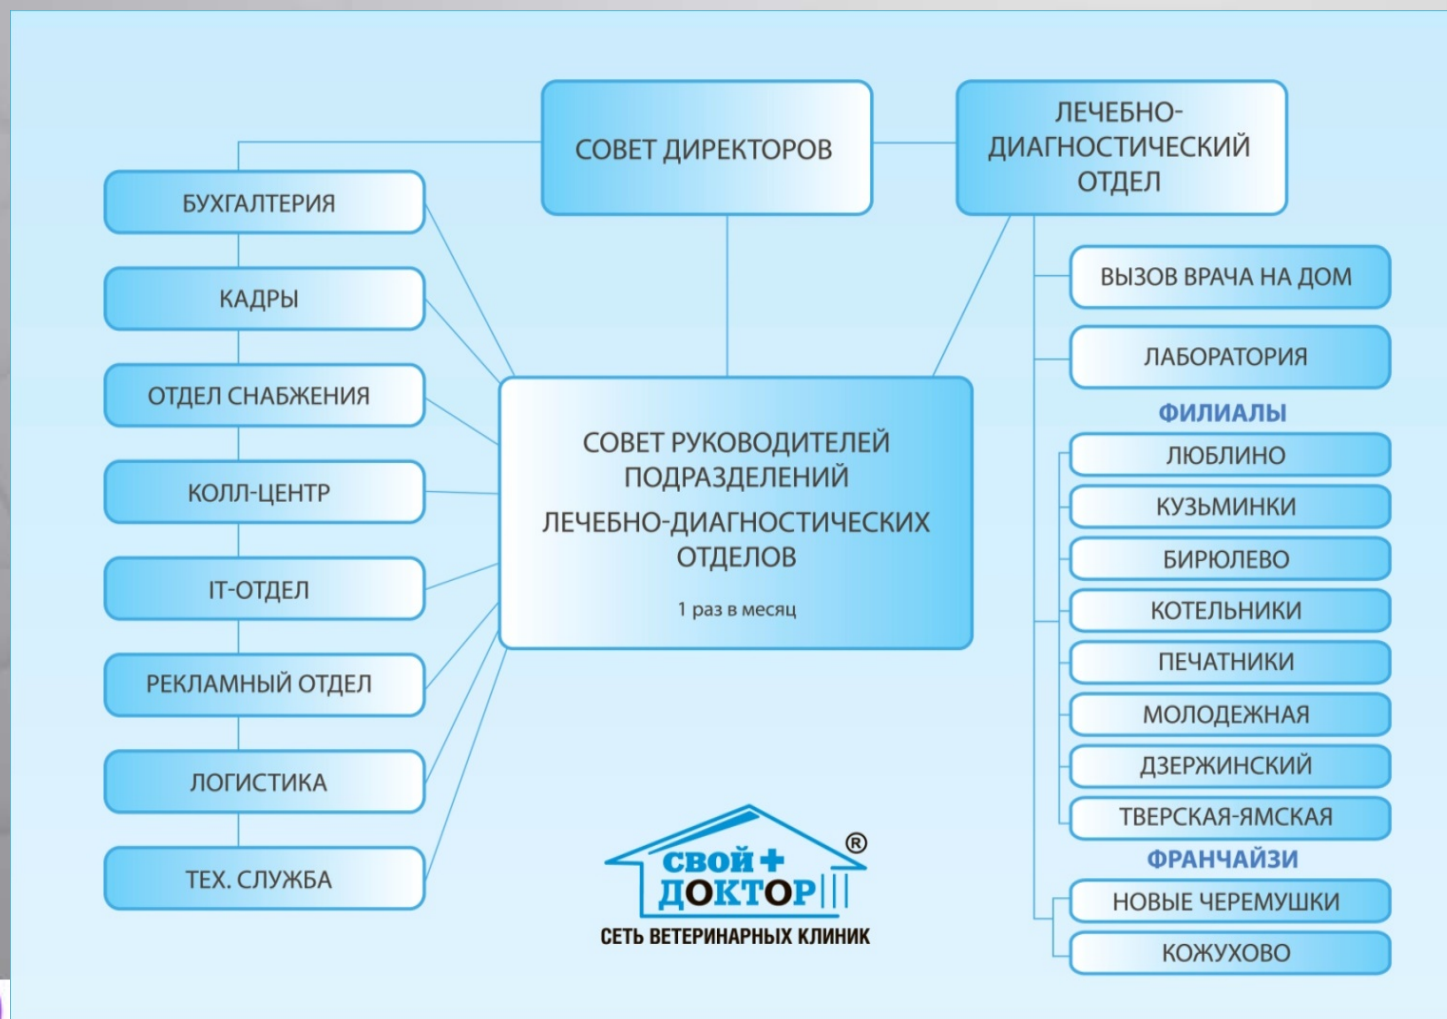 СОВЕТ ДИРЕКТОРОВ
ЛЕЧЕБНО-
ДИАГНОСТИЧЕСКИЙ
ОТДЕЛ
БУХГАЛТЕРИЯ
КАДРЫ
ОТДЕЛ СНАБЖЕНИЯ
КОЛЛ-ЦЕНТР
IT-ОТДЕЛ
РЕКЛАМНЫЙ ОТДЕЛ
ЛОГИСТИКА
ТЕХ. СЛУЖБА
СОВЕТ РУКОВОДИТЕЛЕЙ
ПОДРАЗДЕЛЕНИЙ
ЛЕЧЕБНО-ДИАГНОСТИЧЕСКИХ
ОТДЕЛОВ
1 раз в месяц
ВЫЗОВ ВРАЧА НА ДОМ
ЛАБОРАТОРИЯ
ФИЛИАЛЫ
ЛЮБЛИНО
КУЗЬМИНКИ
БИРЮЛЕВО
КОТЕЛЬНИКИ
ПЕЧАТНИКИ
МОЛОДЕЖНАЯ
ДЗЕРЖИНСКИЙ
ТВЕРСКАЯ-ЯМСКАЯ
ФРАНЧАЙЗИ
НОВЫЕ ЧЕРЕМУШКИ
КОЖУХОВО
СВОЙ+ ®
ДОКТОР
СЕТЬ ВЕТЕРИНАРНЫХ КЛИНИК